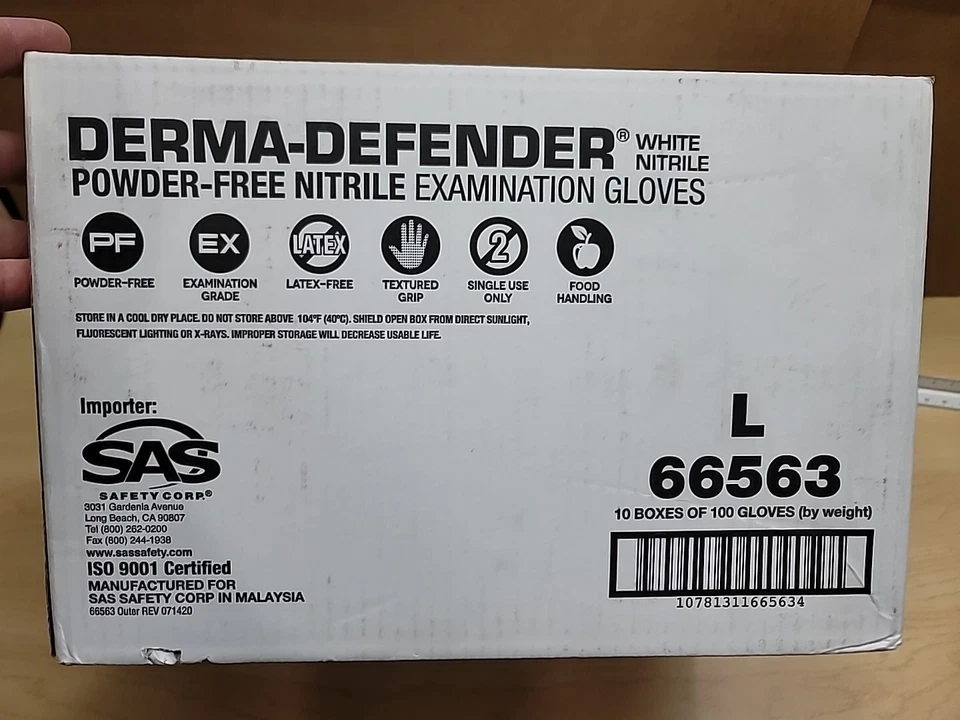 DERMA-DEFENDER® WHITE NITRILE
POWDER-FREE NITRILE EXAMINATION GLOVES
PF
POWDER-FREE
EX
EXAMINATION
GRADE
LATEX
LATEX-FREE
TEXTURED
GRIP
2
SINGLE USE
ONLY
FOOD
HANDLING
STORE IN A COOL DRY PLACE. DO NOT STORE ABOVE 104°F (40°C). SHIELD OPEN BOX FROM DIRECT SUNLIGHT,
FLUORESCENT LIGHTING OR X-RAYS. IMPROPER STORAGE WILL DECREASE USABLE LIFE.
Importer:
SAS
SAFETY CORP.®
3031 Gardenia Avenue
Long Beach, CA 90807
Tel (800) 262-0200
Fax (800) 244-1938
www.sassafety.com
ISO 9001 Certified
MANUFACTURED FOR
SAS SAFETY CORP IN MALAYSIA
66563 Outer REV 071420
L
66563
10 BOXES OF 100 GLOVES (by weight)
10781311665634